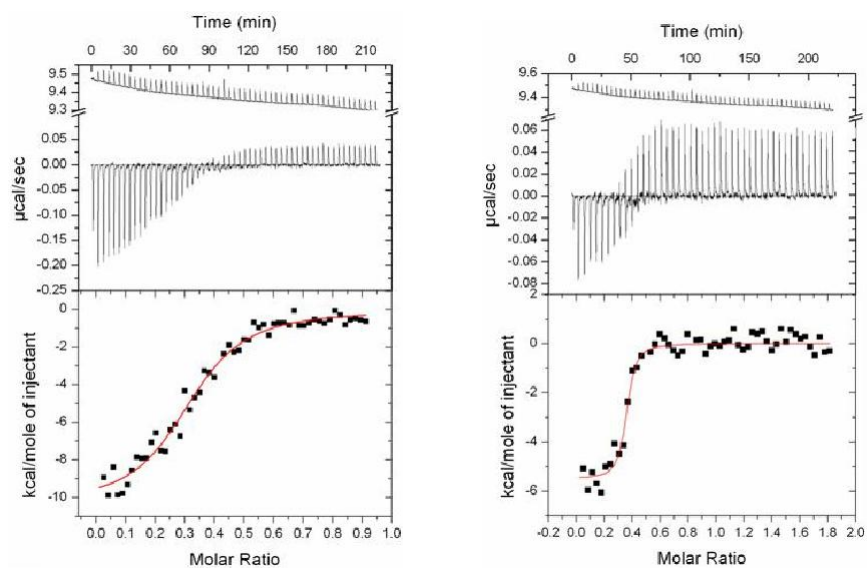 Time (min)
0 30 60 90 120 150 180 210
9.5
9.4
9.3
0.05
0.00
-0.05
-0.10
-0.15
-0.20
-0.25
µcal/sec
0
-2
-4
-6
-8
-10
kcal/mole of injectant
0.0 0.1 0.2 0.3 0.4 0.5 0.6 0.7 0.8 0.9 1.0
Molar Ratio
Time (min)
0 50 100 150 200
9.6
9.4
0.06
0.04
0.02
0.00
-0.02
-0.04
-0.06
-0.08
µcal/sec
2
0
-2
-4
-6
kcal/mole of injectant
-0.2 0.0 0.2 0.4 0.6 0.8 1.0 1.2 1.4 1.6 1.8 2.0
Molar Ratio